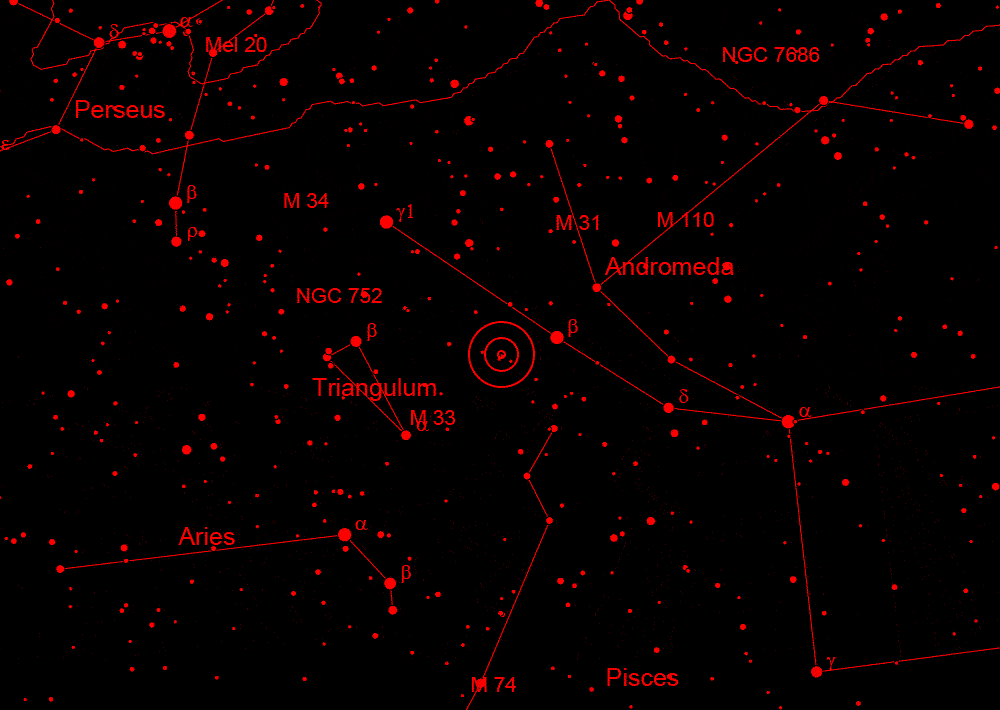 δ
α
Mel 20
NGC 7686
Perseus
ε
β
M 34
γ1
M 31
M 110
ρ
Andromeda
NGC 752
β
β
Triangulum
δ
M 33
α
α
α
Aries
β
γ
M 74
Pisces